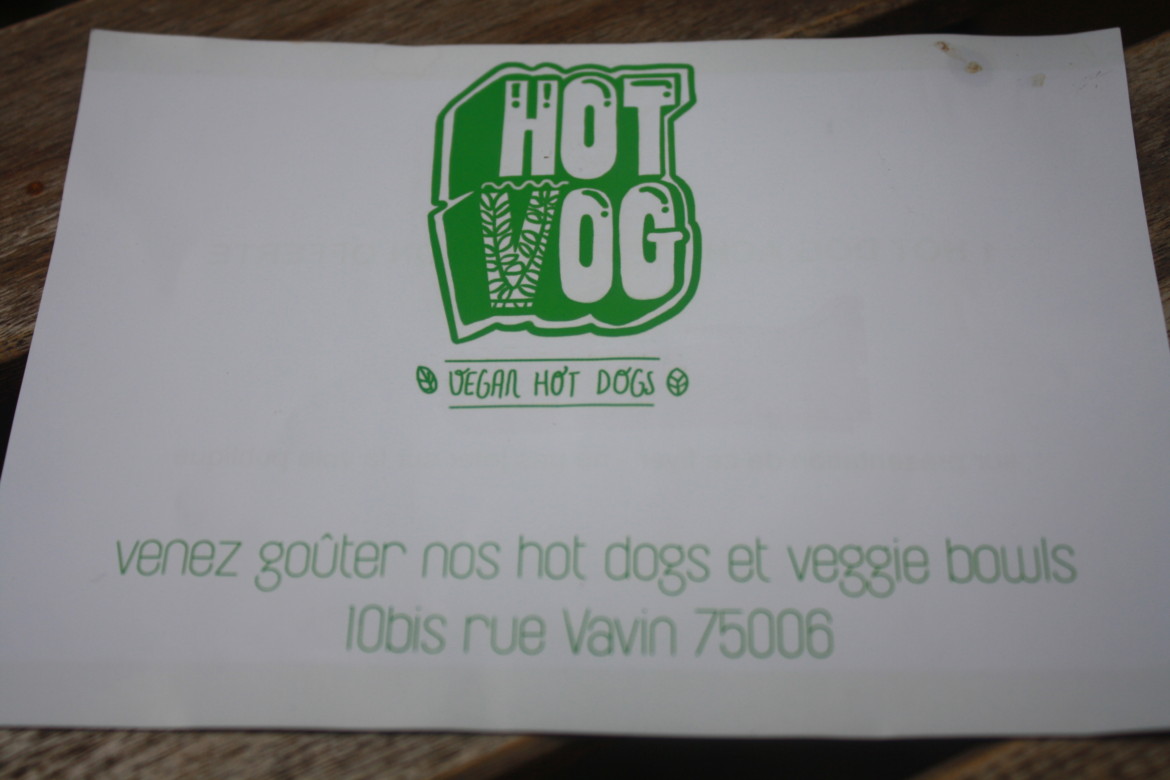 HOT
VOG
VEGAN HOT DOGS
venez goûter nos hot dogs et veggie bowls
10bis rue Vavin 75006